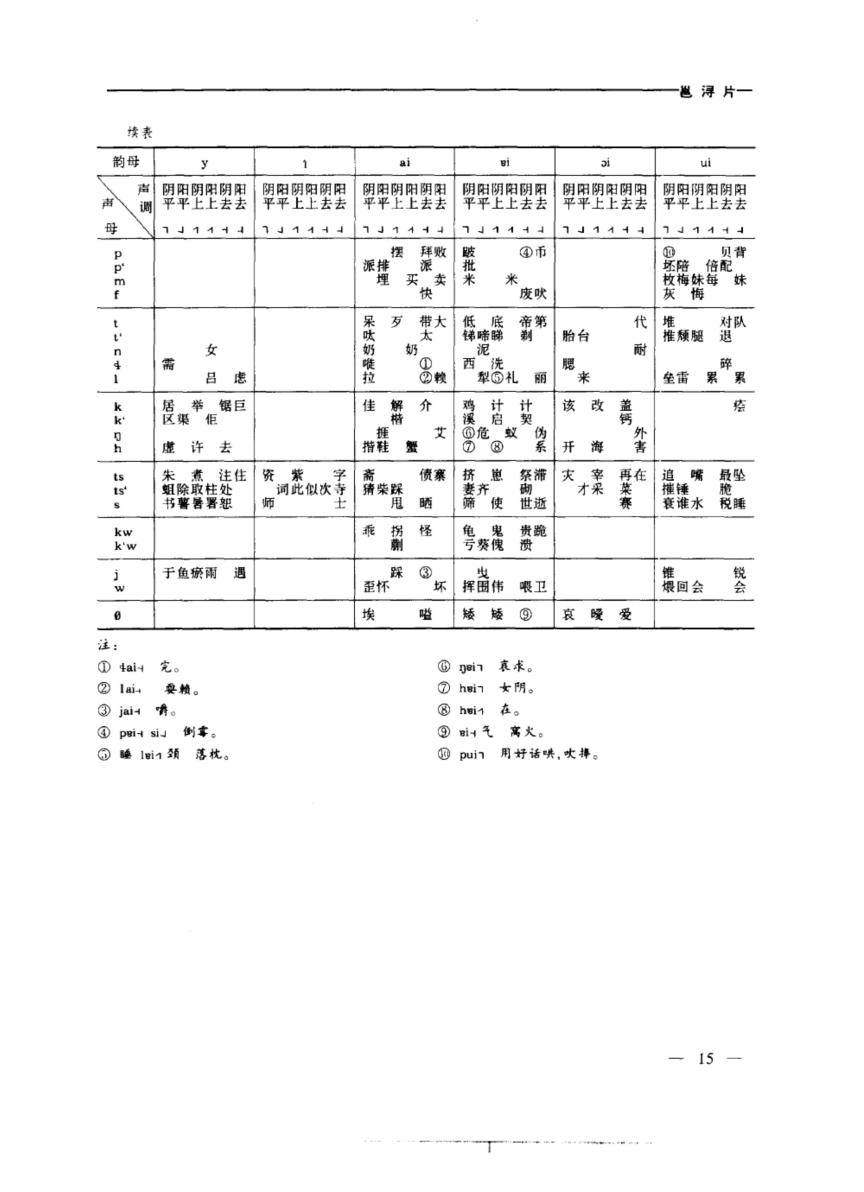 邕 浔 片
续表
韵母 y ɿ ai ɐi ɔi ui
声 阴阳阴阳阴阳 阴阳阴阳阴阳 阴阳阴阳阴阳 阴阳阴阳阴阳 阴阳阴阳阴阳 阴阳阴阳阴阳
声 调 平平上上去去 平平上上去去 平平上上去去 平平上上去去 平平上上去去 平平上上去去
母 ˥ ˩ ˧ ˩ ˥ ˩ ˧ ˩ ˥ ˩ ˧ ˩
p 摆 拜败 跛 ④币 ⑩ 贝背
p‘ 派排 派 批 坯陪 倍配
m 埋 买 卖 米 米 枚梅妹每 妹
f 快 废吠 灰 悔
t 呆 歹 带大 低 底 帝第 代 堆 对队
t‘ 呔 太 锑啼睇 剃 胎台 推颓腿 退
n 女 奶 奶 泥 耐
ɬ 需 嘥 ① 西 洗 腮 碎
l 吕 虑 拉 ②赖 犁⑤礼 丽 来 垒雷 累 累
k 居 举 锯巨 佳 解 介 鸡 计 计 该 改 盖 痞
k‘ 区渠 佢 楷 溪 启 契 钙
ŋ 捱 艾 ⑥危 蚁 伪 外
h 虚 许 去 揩鞋 蟹 ⑦ ⑧ 系 开 海 害
ts 朱 煮 注住 资 紫 字 斋 债寨 挤 崽 祭滞 灾 宰 再在 追 嘴 最坠
ts‘ 蛆除取柱处 词此似次寺 猜柴踩 妻齐 砌 才采 菜 摧锤 脆
s 书薯暑署恕 师 士 甩 晒 筛 使 世逝 赛 衰谁水 税睡
kw 乖 拐 怪 龟 鬼 贵跪
k‘w 蒯 亏葵傀 溃
j 于鱼瘀雨 遇 踩 ③ 曳 锥 锐
w 歪怀 坏 挥围伟 喂卫 煨回会 会
ø 埃 嗌 矮 矮 ⑨ 哀 嗳 爱
注：
① ɬai˧ 完。
② lai˧ 耍赖。
③ jai˧ 嚼。
④ pɐi˧ si˩ 倒霉。
⑤ 睡 lɐi˦ 颈 落枕。
⑥ ŋɐi˥ 哀求。
⑦ hɐi˥ 女阴。
⑧ hɐi˦ 在。
⑨ ɐi˧ 气 窝火。
⑩ pui˥ 用好话哄，吹捧。
— 15 —